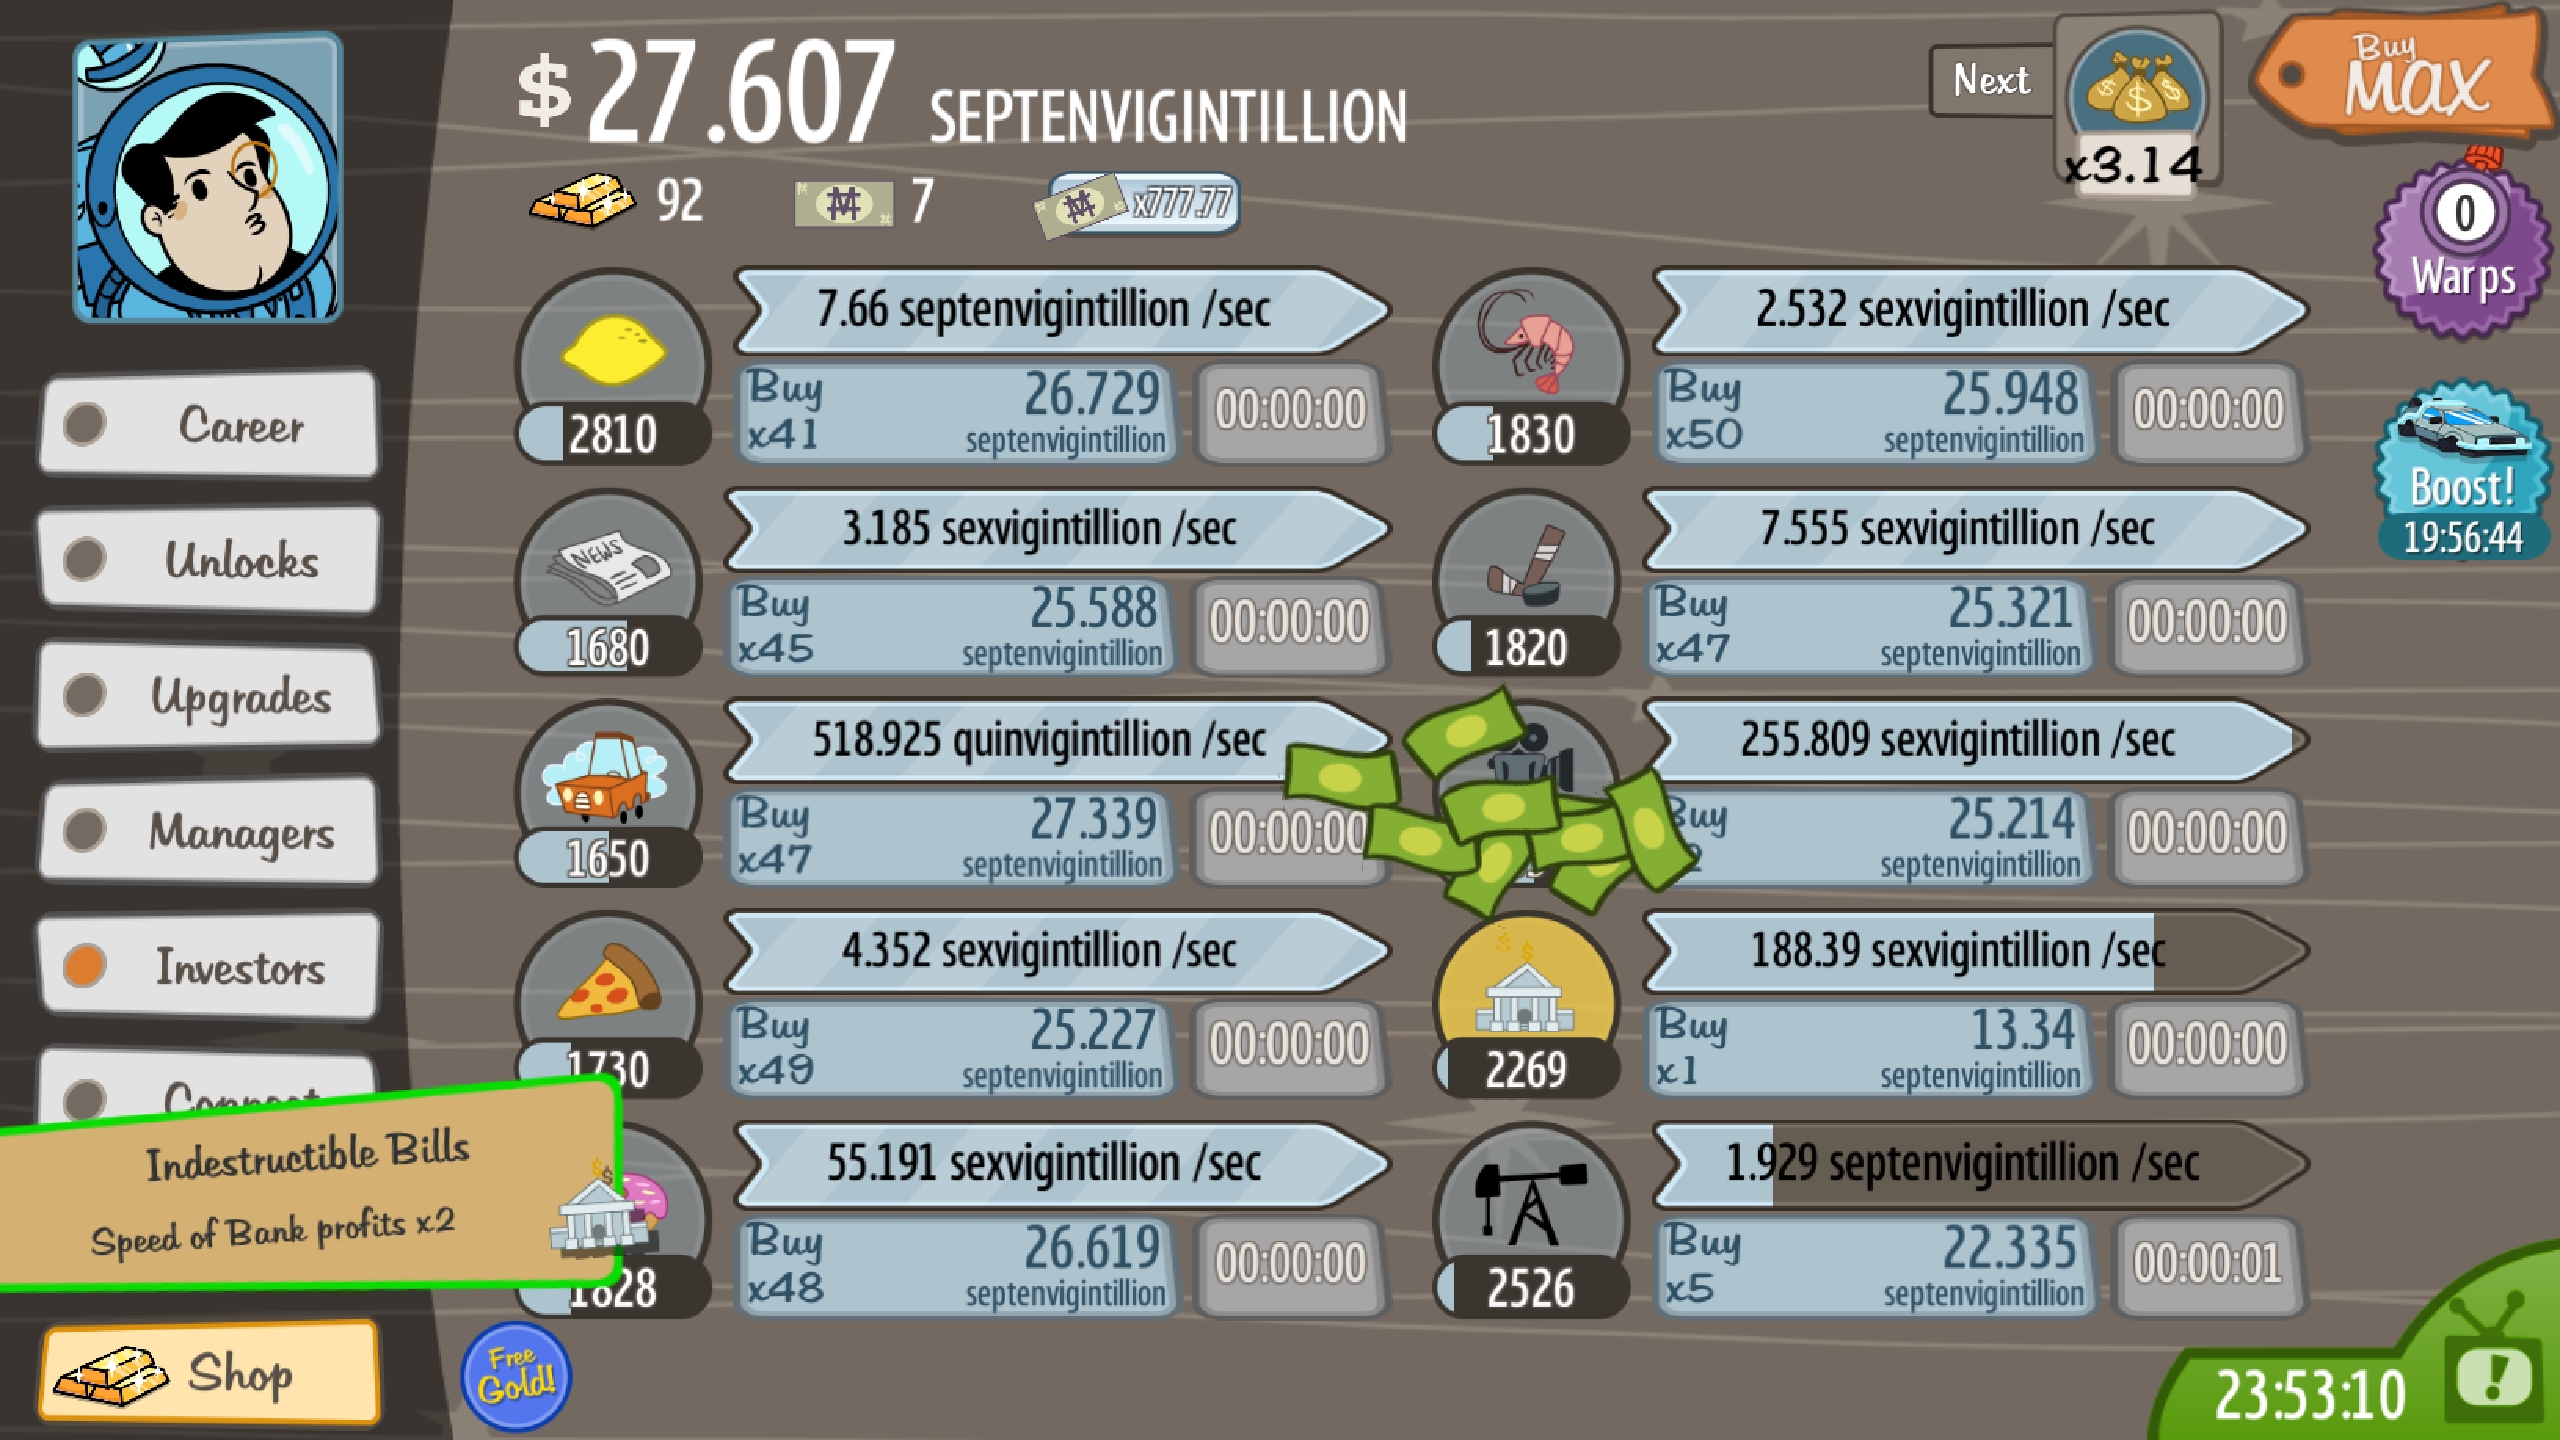 $27.607 SEPTENVIGINTILLION
92
7
x777.77
Next
x3.14
Buy
MAX
0
Warps
Boost!
19:56:44
Career
Unlocks
Upgrades
Managers
Investors
Connect
Indestructible Bills
Speed of Bank profits x2
Shop
Free
Gold!
7.66 septenvigintillion /sec
2810
Buy
x41
26.729
septenvigintillion
00:00:00
NEWS
3.185 sexvigintillion /sec
1680
Buy
x45
25.588
septenvigintillion
00:00:00
518.925 quinvigintillion /sec
1650
Buy
x47
27.339
septenvigintillion
00:00:00
4.352 sexvigintillion /sec
1730
Buy
x49
25.227
septenvigintillion
00:00:00
55.191 sexvigintillion /sec
1828
Buy
x48
26.619
septenvigintillion
00:00:00
2.532 sexvigintillion /sec
1830
Buy
x50
25.948
septenvigintillion
00:00:00
7.555 sexvigintillion /sec
1820
Buy
x47
25.321
septenvigintillion
00:00:00
255.809 sexvigintillion /sec
Buy
25.214
septenvigintillion
00:00:00
188.39 sexvigintillion /sec
2269
Buy
x1
13.34
septenvigintillion
00:00:00
1.929 septenvigintillion /sec
2526
Buy
x5
22.335
septenvigintillion
00:00:01
23:53:10